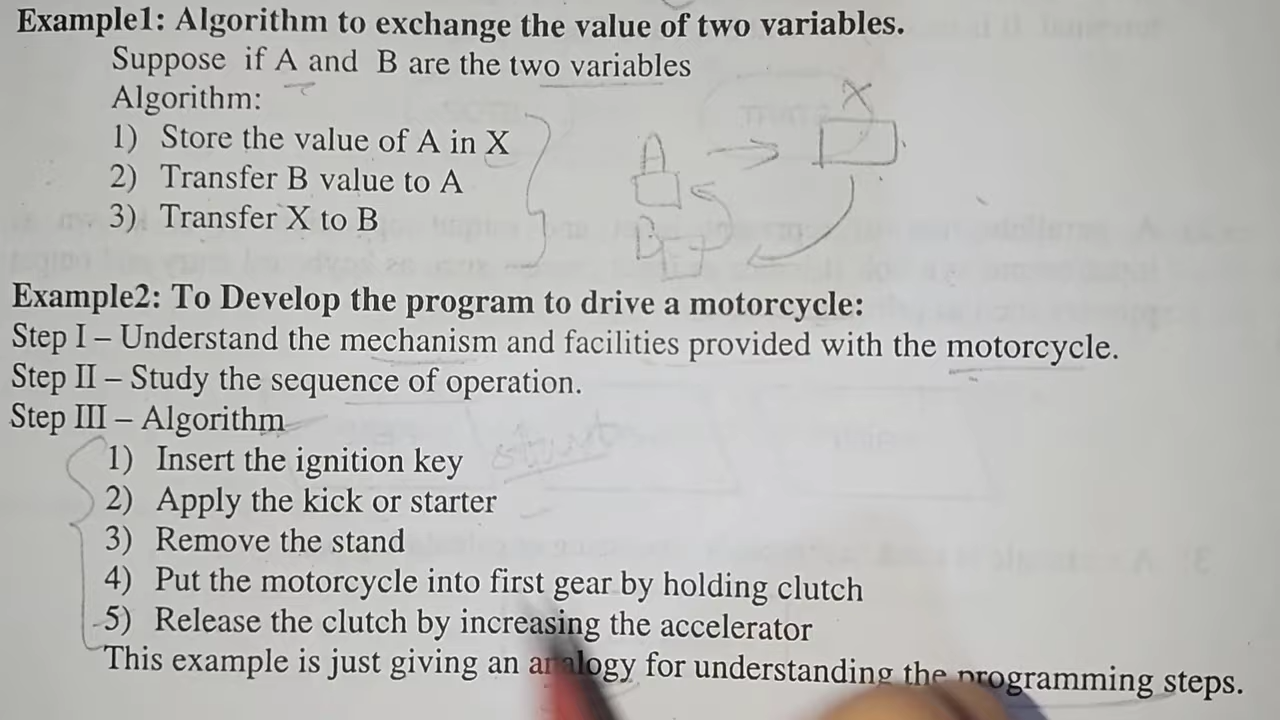 Example1: Algorithm to exchange the value of two variables.
Suppose if A and B are the two variables
Algorithm:
1) Store the value of A in X
2) Transfer B value to A
3) Transfer X to B
X
A
B
Example2: To Develop the program to drive a motorcycle:
Step I – Understand the mechanism and facilities provided with the motorcycle.
Step II – Study the sequence of operation.
Step III – Algorithm
1) Insert the ignition key
2) Apply the kick or starter
3) Remove the stand
4) Put the motorcycle into first gear by holding clutch
5) Release the clutch by increasing the accelerator
This example is just giving an analogy for understanding the programming steps.